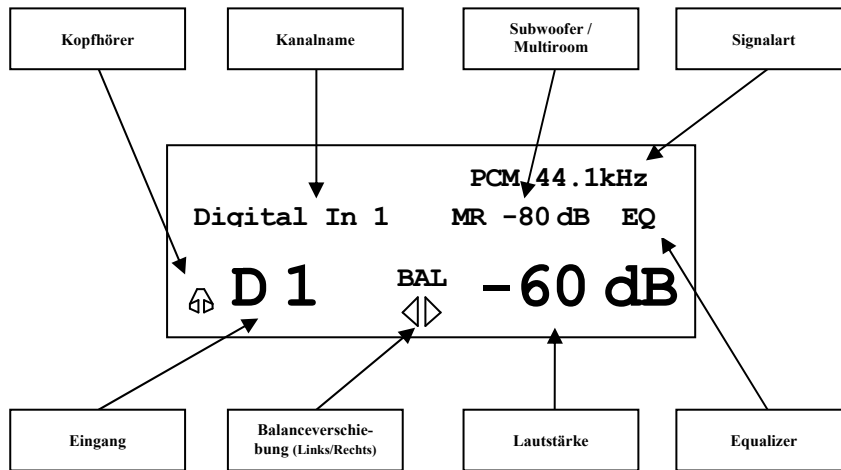 Kopfhörer
Kanalname
Subwoofer /
Multiroom
Signalart
PCM 44.1kHz
Digital In 1 MR -80 dB EQ
D 1 BAL -60 dB
Eingang
Balanceverschie-
bung (Links/Rechts)
Lautstärke
Equalizer